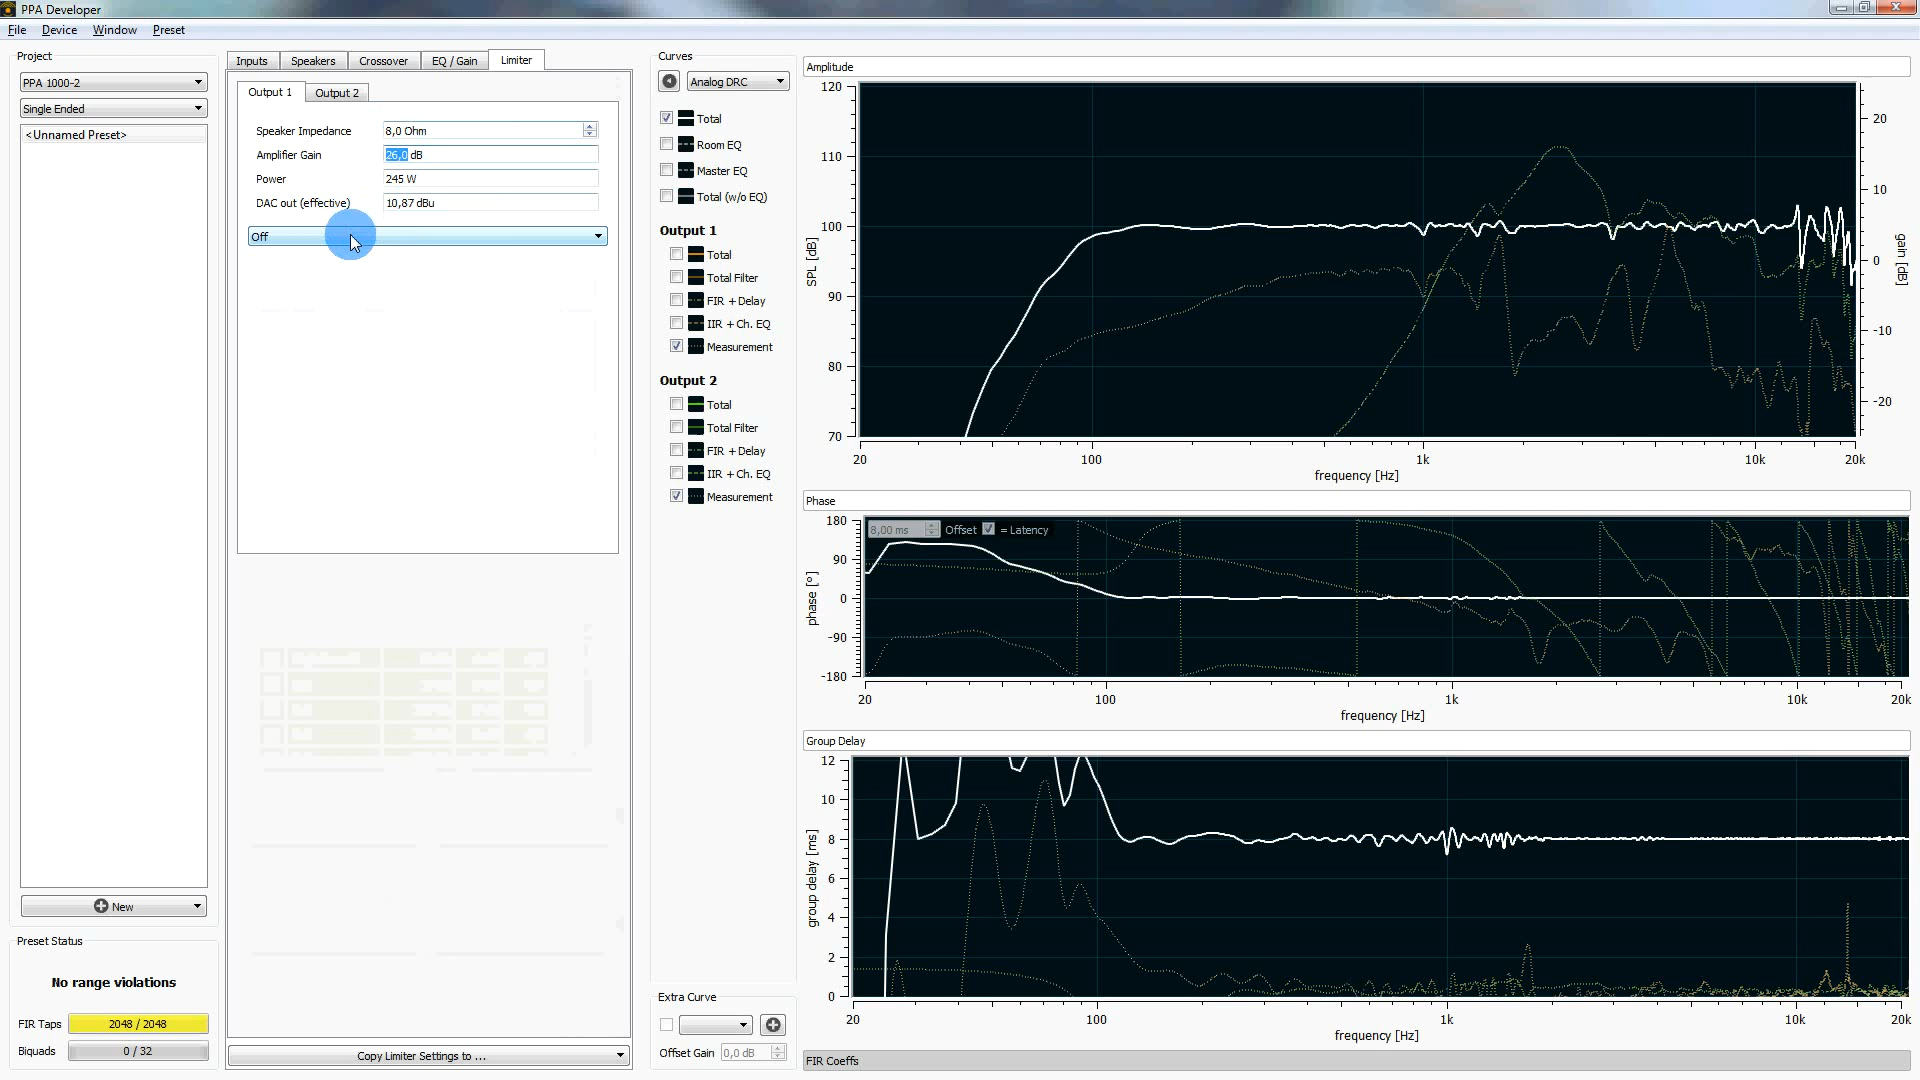 PPA Developer
File Device Window Preset
Project
PPA 1000-2
Single Ended
<Unnamed Preset>
New
Preset Status
No range violations
FIR Taps 2048 / 2048
Biquads 0 / 32
Inputs Speakers Crossover EQ / Gain Limiter
Output 1 Output 2
Speaker Impedance 8,0 Ohm
Amplifier Gain 26,0 dB
Power 245 W
DAC out (effective) 10,87 dBu
Off
Copy Limiter Settings to ...
Curves
Analog DRC
Total
Room EQ
Master EQ
Total (w/o EQ)
Output 1
Total
Total Filter
FIR + Delay
IIR + Ch. EQ
Measurement
Output 2
Total
Total Filter
FIR + Delay
IIR + Ch. EQ
Measurement
Extra Curve
Offset Gain 0,0 dB
Amplitude
120
110
100
90
80
70
SPL [dB]
20
10
0
-10
-20
gain [dB]
20 100 1k 10k 20k
frequency [Hz]
Phase
8,00 ms Offset = Latency
180
90
0
-90
-180
phase [°]
20 100 1k 10k 20k
frequency [Hz]
Group Delay
12
10
8
6
4
2
0
group delay [ms]
20 100 1k 10k 20k
frequency [Hz]
FIR Coeffs